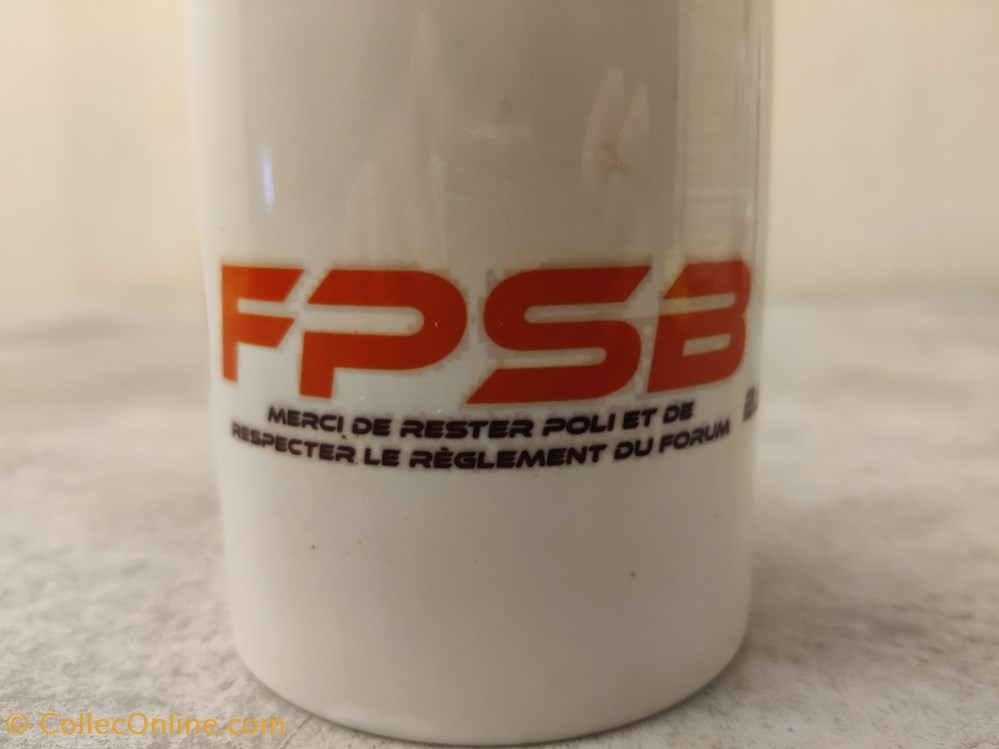 FPSB
MERCI DE RESTER POLI ET DE
RESPECTER LE RÈGLEMENT DU FORUM
© CollecOnline.com